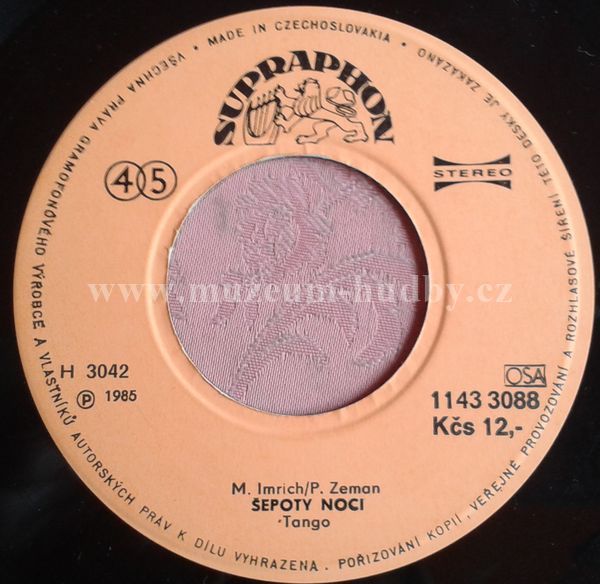 VŠECHNA PRÁVA GRAMOFONOVÉHO VÝROBCE A VLASTNÍKŮ AUTORSKÝCH PRÁV K DÍLU VYHRAZENA. POŘIZOVÁNÍ KOPIÍ, VEŘEJNÉ PROVOZOVÁNÍ A ROZHLASOVÉ ŠÍŘENÍ TÉTO DESKY JE ZAKÁZÁNO
• MADE IN CZECHOSLOVAKIA •
SUPRAPHON
45
STEREO
www.muzeum-hudby.cz
H 3042
℗ 1985
OSA
1143 3088
Kčs 12,-
M. Imrich/P. Zeman
ŠEPOTY NOCI
Tango